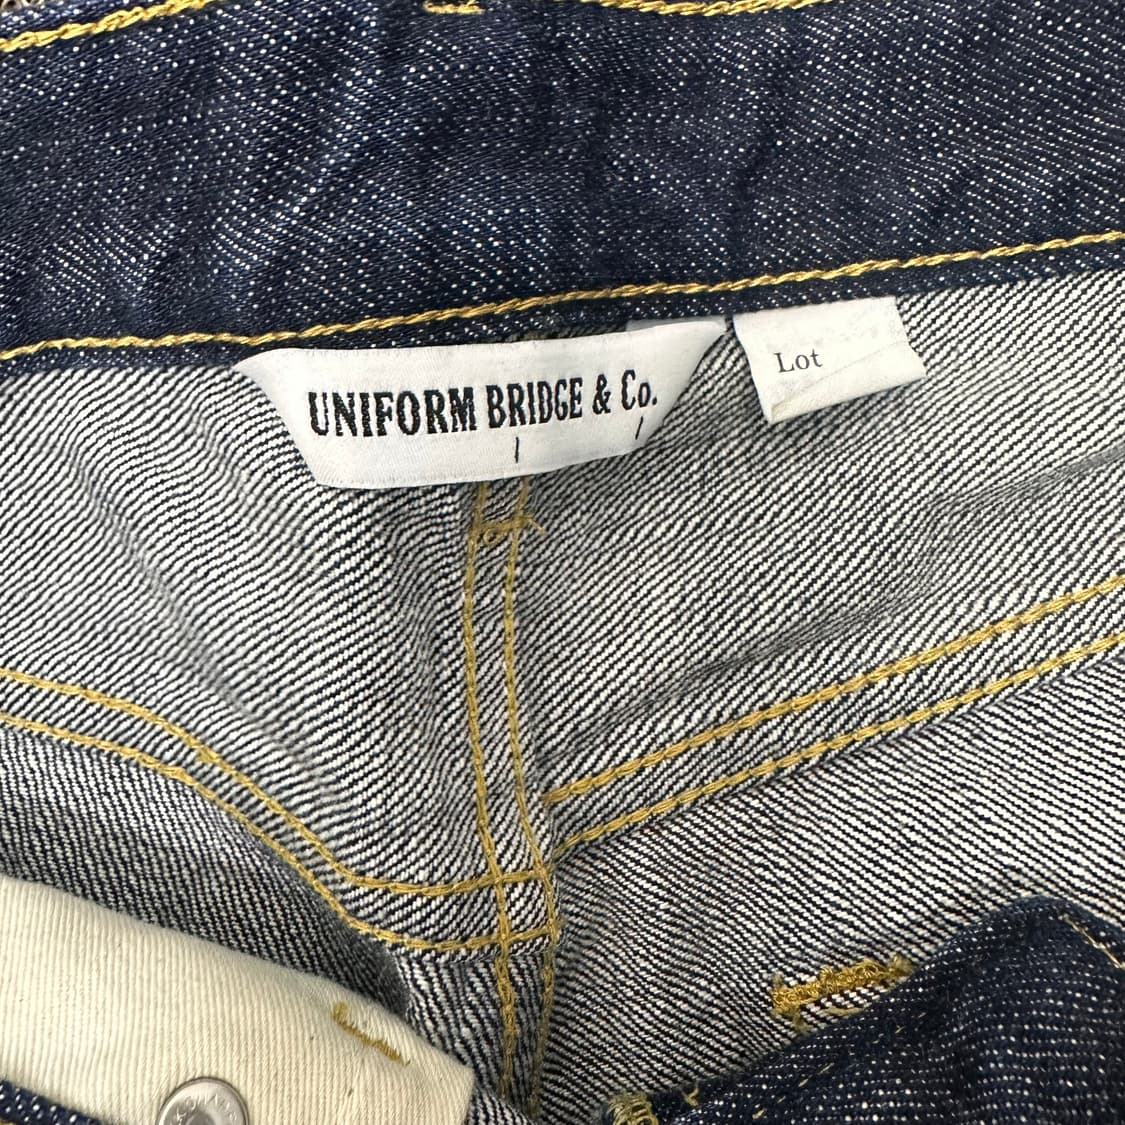 UNIFORM BRIDGE & Co.
Lot